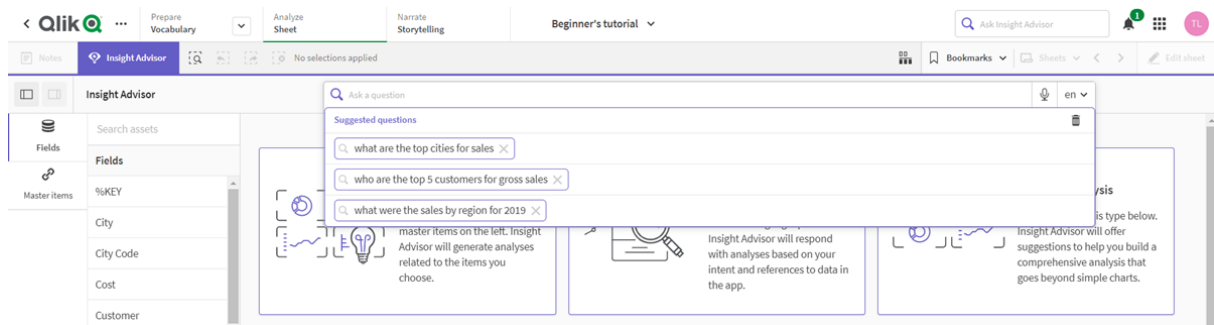 Qlik
Prepare
Vocabulary
Analyze
Sheet
Narrate
Storytelling
Beginner's tutorial
Ask Insight Advisor
1
TL
Notes
Insight Advisor
No selections applied
Bookmarks
Sheets
Edit sheet
Insight Advisor
Ask a question
en
Fields
Master items
Search assets
Fields
%KEY
City
City Code
Cost
Customer
Suggested questions
what are the top cities for sales
who are the top 5 customers for gross sales
what were the sales by region for 2019
master items on the left. Insight
Advisor will generate analyses
related to the items you
choose.
Insight Advisor will respond
with analyses based on your
intent and references to data in
the app.
is type below.
Insight Advisor will offer
suggestions to help you build a
comprehensive analysis that
goes beyond simple charts.